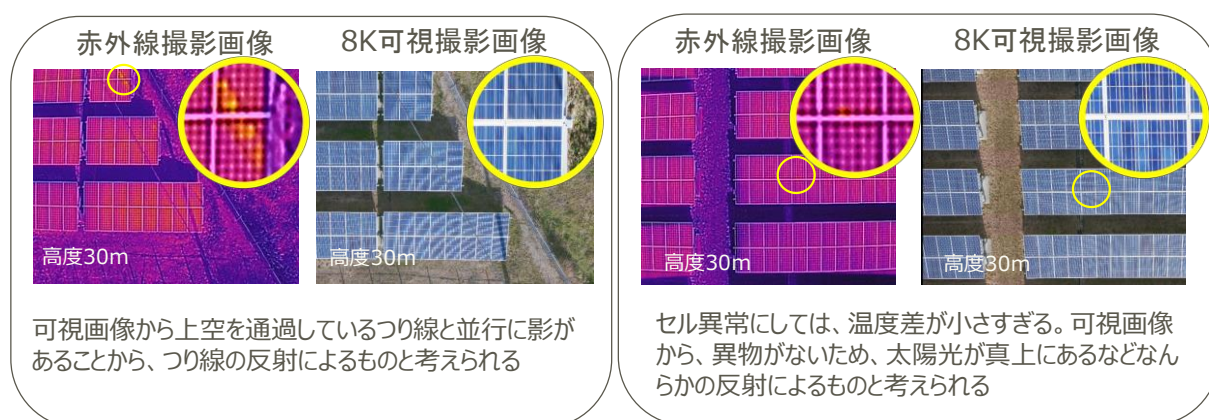 赤外線撮影画像
8K可視撮影画像
高度30m
高度30m
可視画像から上空を通過しているつり線と並行に影が
あることから、つり線の反射によるものと考えられる
赤外線撮影画像
8K可視撮影画像
高度30m
高度30m
セル異常にしては、温度差が小さすぎる。可視画像
から、異物がないため、太陽光が真上にあるなどなん
らかの反射によるものと考えられる